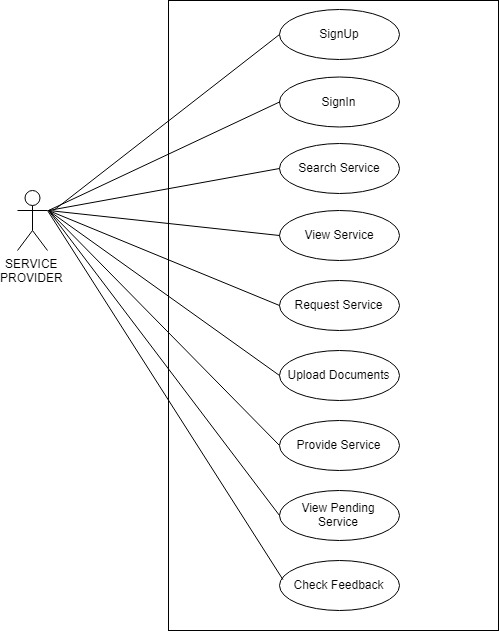 SignUp
SignIn
Search Service
View Service
SERVICE
PROVIDER
Request Service
Upload Documents
Provide Service
View Pending
Service
Check Feedback